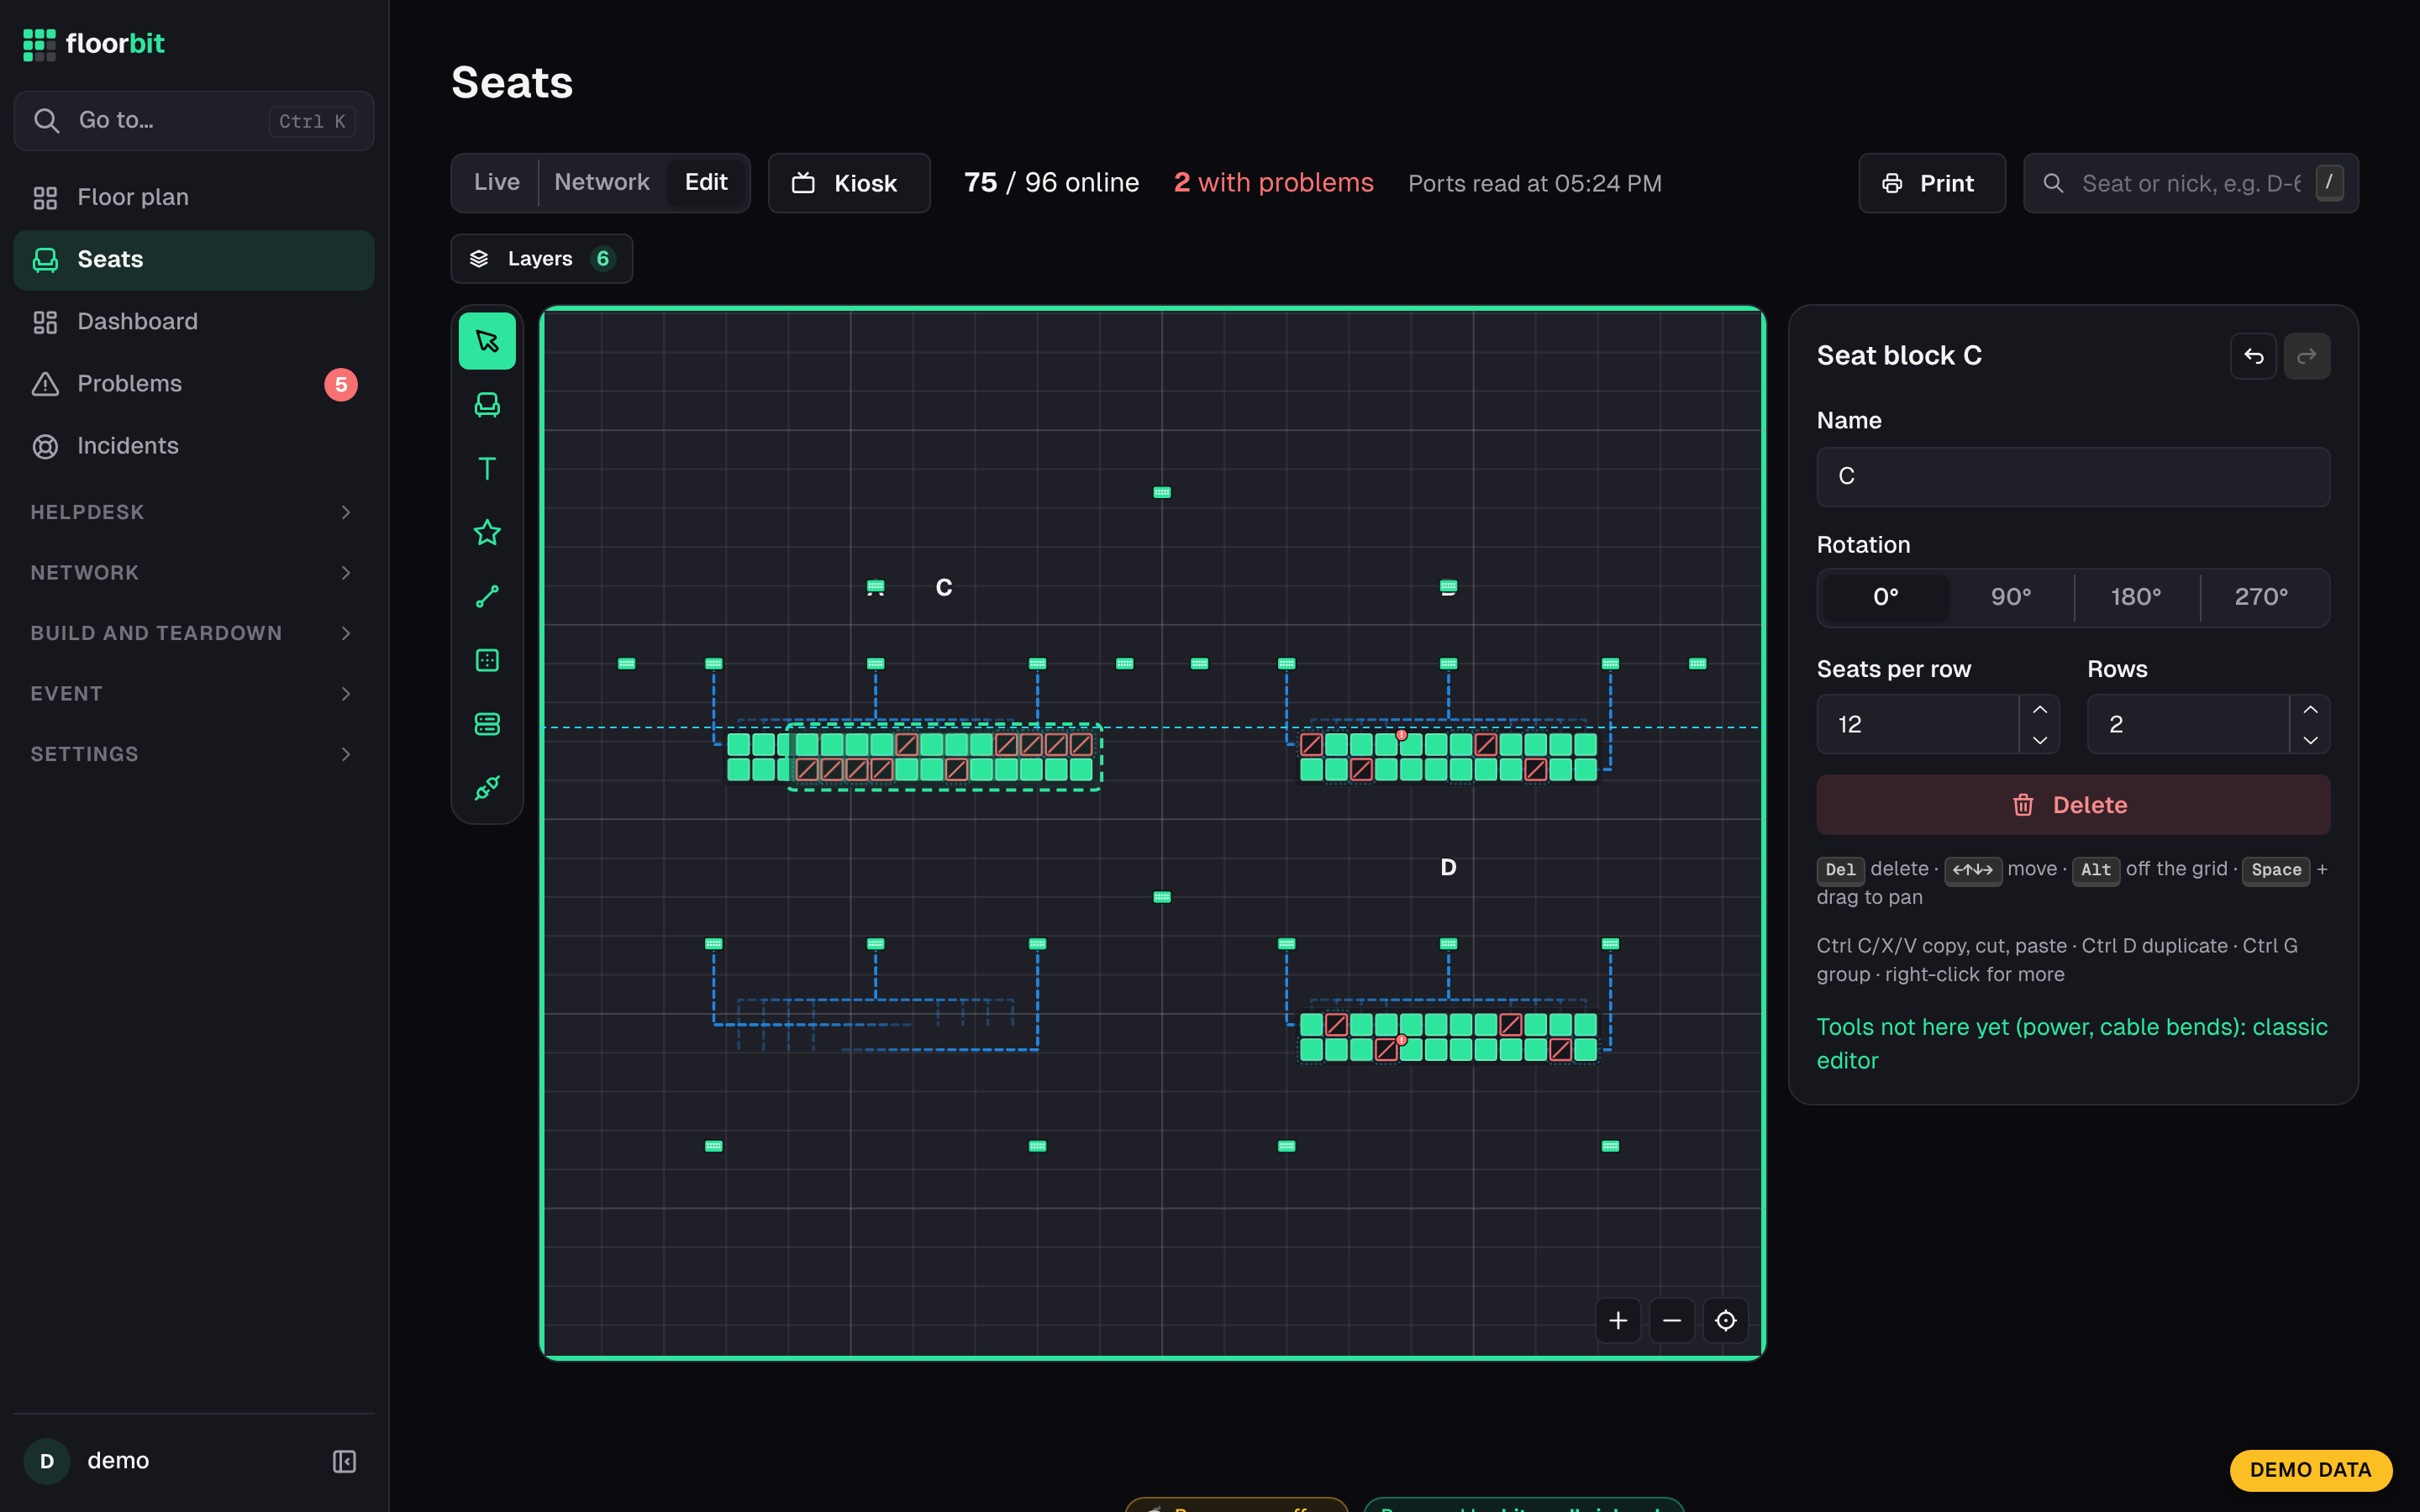 floorbit
Go to...
Ctrl K
Floor plan
Seats
Dashboard
Problems
5
Incidents
HELPDESK
NETWORK
BUILD AND TEARDOWN
EVENT
SETTINGS
D
demo
Seats
Live
Network
Edit
Kiosk
75 / 96 online
2 with problems
Ports read at 05:24 PM
Print
Seat or nick, e.g. D-6
/
Layers
6
C
D
Seat block C
Name
C
Rotation
0°
90°
180°
270°
Seats per row
Rows
12
2
Delete
Del delete · ←↑↓→ move · Alt off the grid · Space +
drag to pan
Ctrl C/X/V copy, cut, paste · Ctrl D duplicate · Ctrl G
group · right-click for more
Tools not here yet (power, cable bends): classic
editor
DEMO DATA